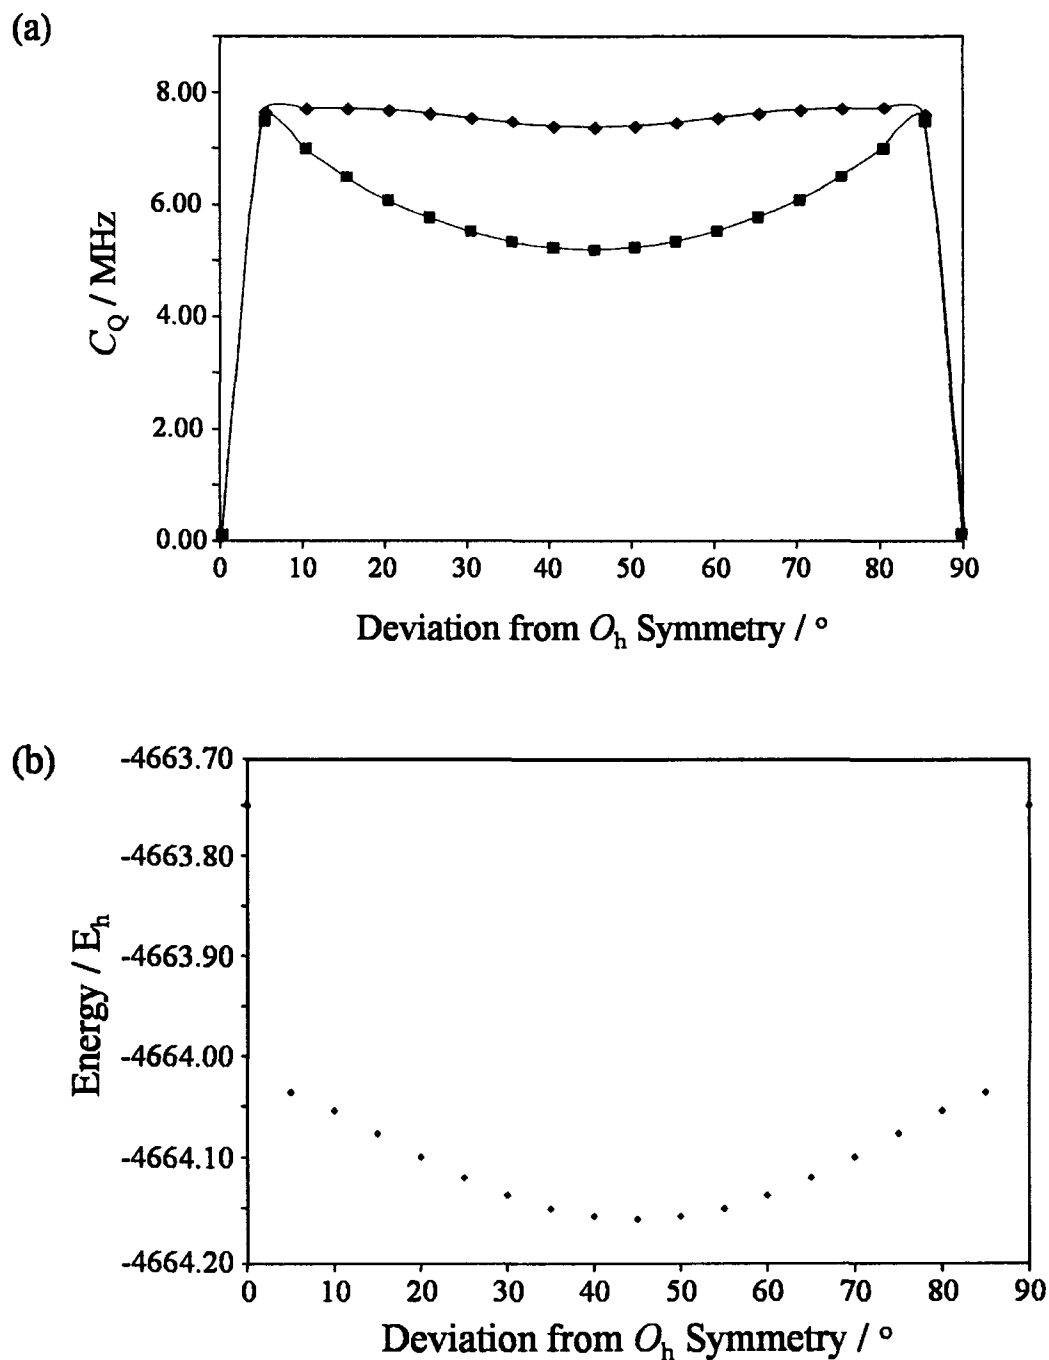 (a)
8.00
6.00
4.00
2.00
0.00
C_Q / MHz
0 10 20 30 40 50 60 70 80 90
Deviation from O_h Symmetry / °
(b)
-4663.70
-4663.80
-4663.90
-4664.00
-4664.10
-4664.20
Energy / E_h
0 10 20 30 40 50 60 70 80 90
Deviation from O_h Symmetry / °